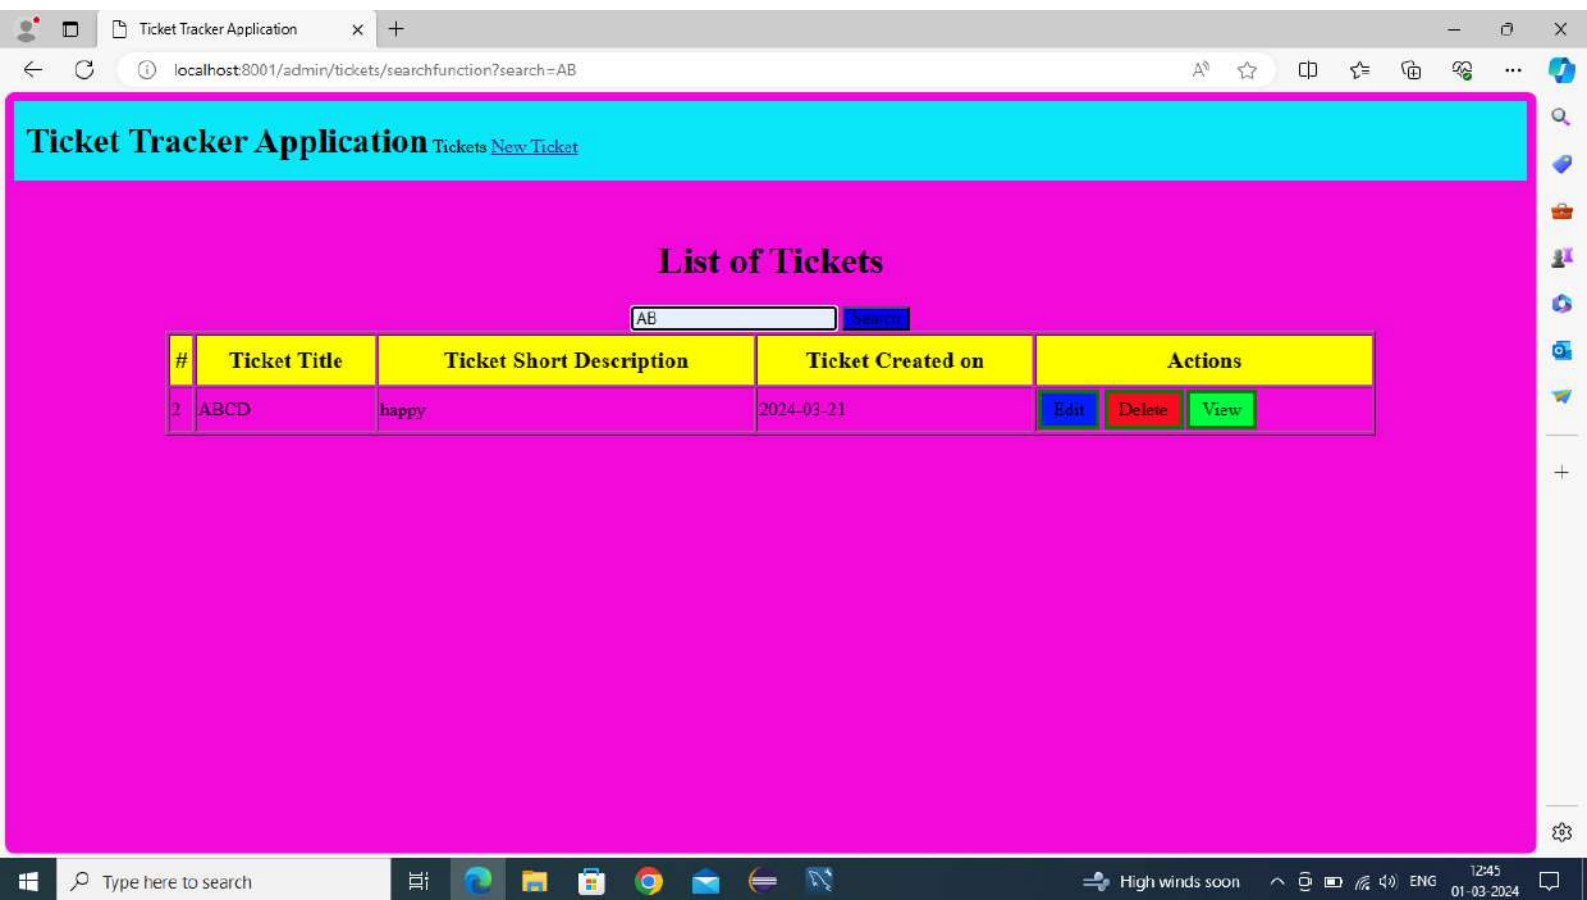 Ticket Tracker Application
localhost:8001/admin/tickets/searchfunction?search=AB
Ticket Tracker Application Tickets New Ticket
List of Tickets
AB Search
# Ticket Title Ticket Short Description Ticket Created on Actions
2 ABCD happy 2024-03-21 Edit Delete View
Type here to search High winds soon ENG 12:45
01-03-2024